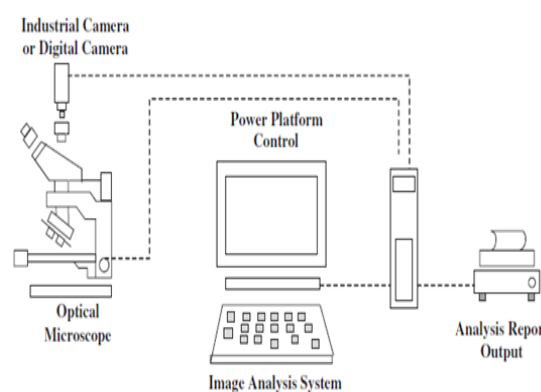 Industrial Camera
or Digital Camera
Power Platform
Control
Optical
Microscope
Analysis Repor
Output
Image Analysis System